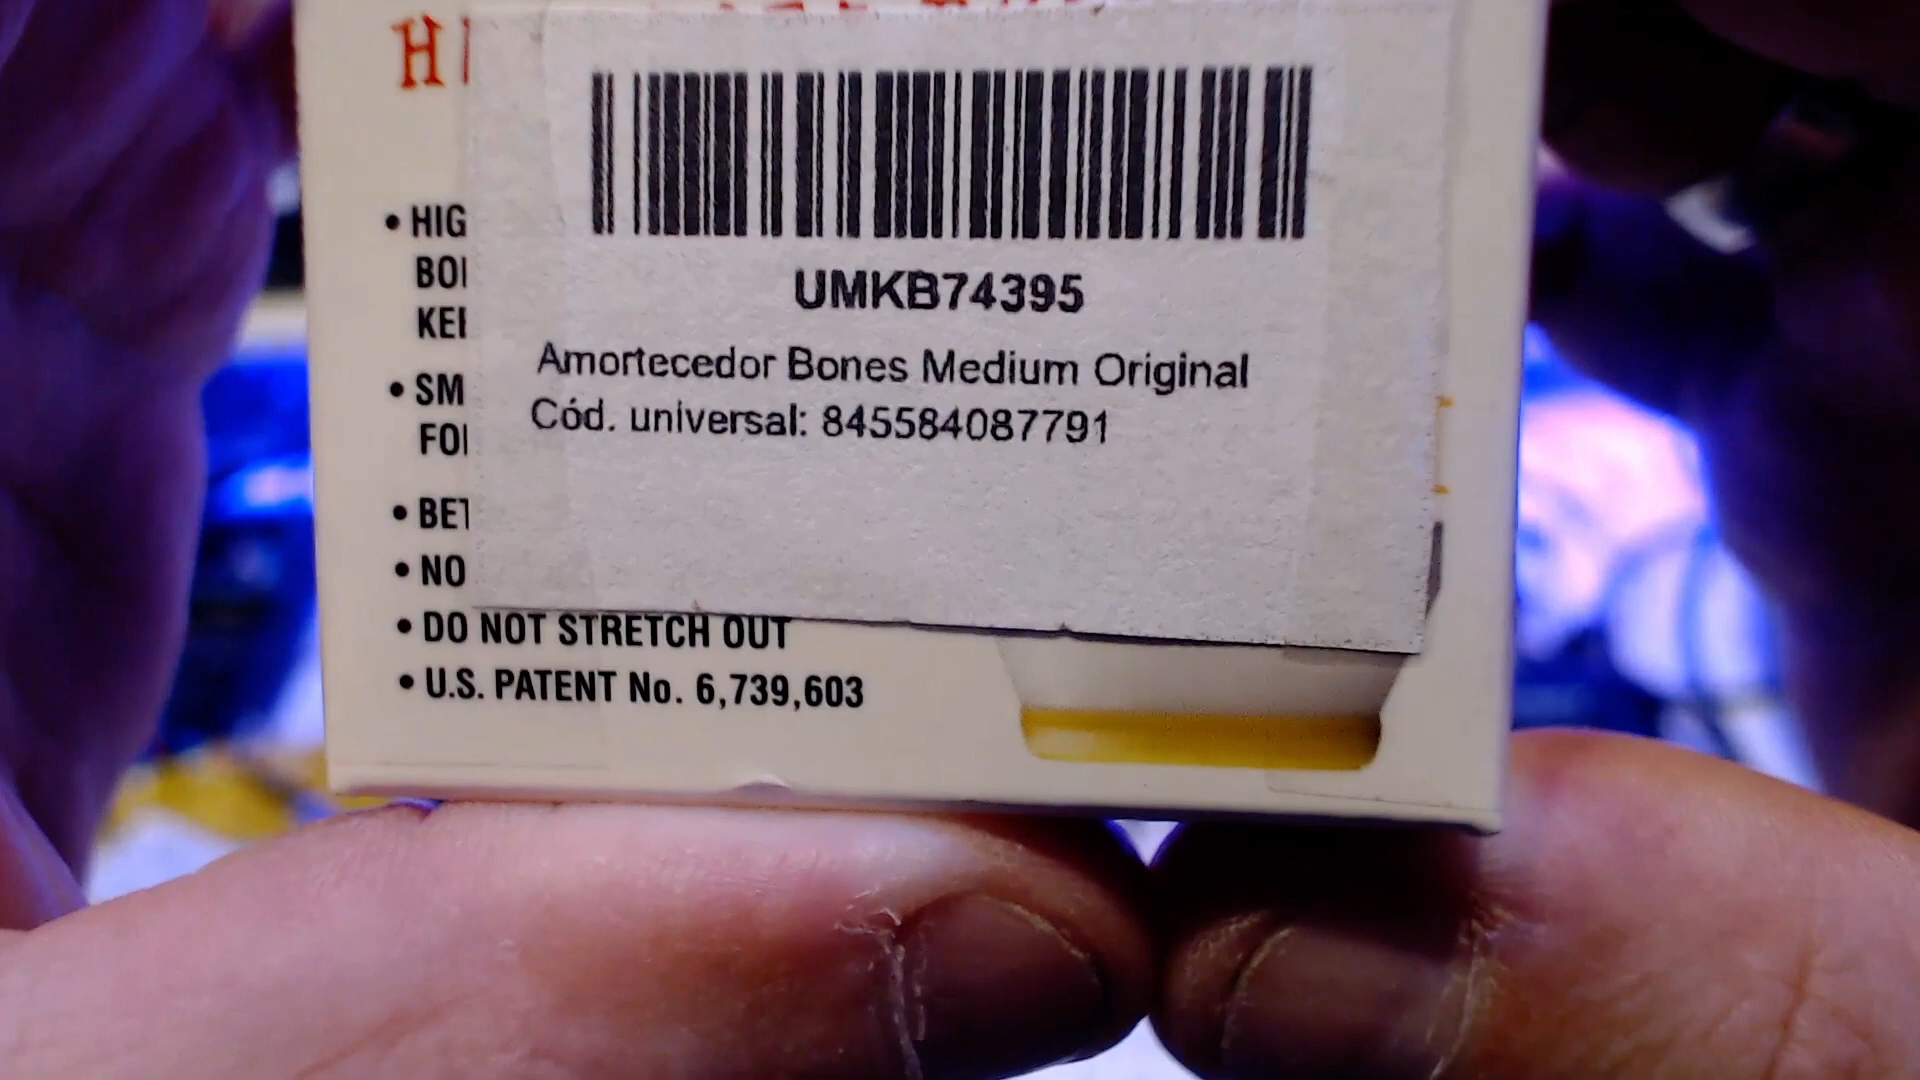 • HIG
BO
KE
UMKB74395
Amortecedor Bones Medium Original
Cód. universal: 845584087791
• SM
FO
• BET
• NO
• DO NOT STRETCH OUT
• U.S. PATENT No. 6,739,603